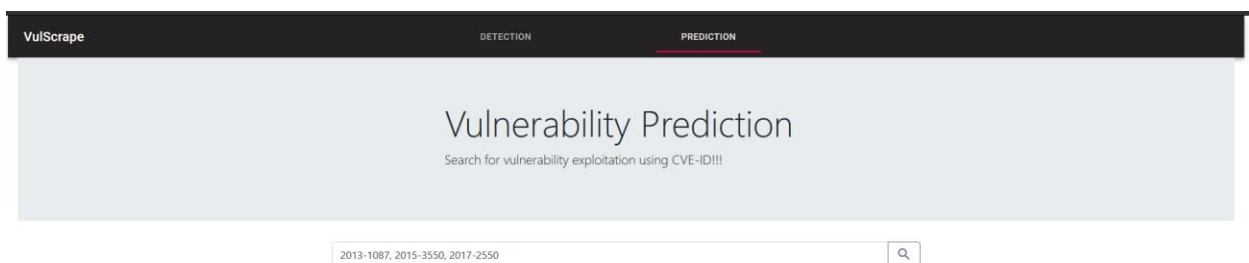 VulScrape DETECTION PREDICTION
Vulnerability Prediction
Search for vulnerability exploitation using CVE-ID!!!
2013-1087, 2015-3550, 2017-2550